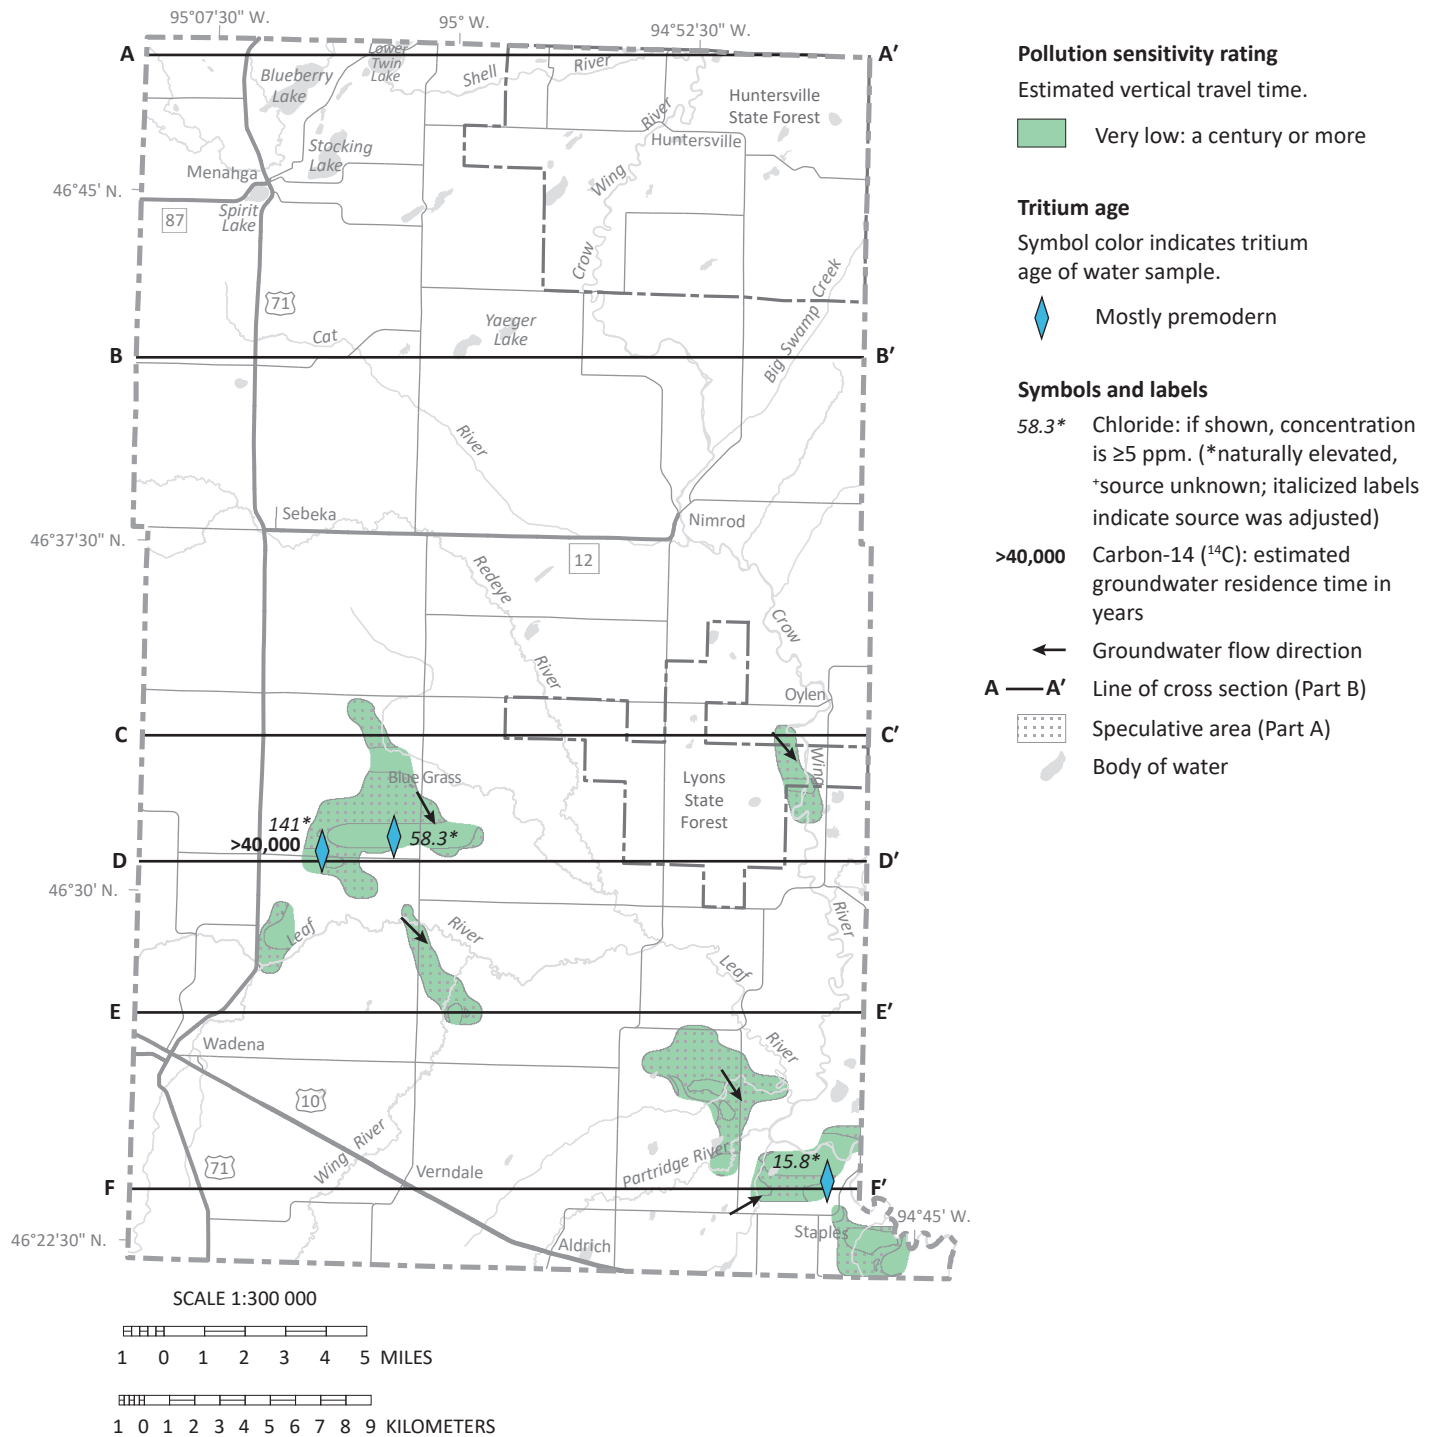 95°07'30" W.
95° W.
94°52'30" W.
A
A′
Lower
Twin
Lake
Blueberry
Lake
Shell
River
Huntersville
State Forest
River
Huntersville
Stocking
Lake
Menahga
46°45' N.
Spirit
Lake
87
Wing
Crow
Big Swamp Creek
71
Cat
Yaeger
Lake
B
B′
River
Sebeka
Nimrod
46°37'30" N.
12
Redeye
River
Crow
Oylen
C
C′
Wing
Blue Grass
Lyons
State
Forest
141*
>40,000
58.3*
D
D′
46°30' N.
Leaf
River
River
Leaf
E
E′
River
Wadena
10
Wing River
71
Verndale
Partridge River
15.8*
F
F′
94°45' W.
Staples
46°22'30" N.
Aldrich
SCALE 1:300 000
1 0 1 2 3 4 5 MILES
1 0 1 2 3 4 5 6 7 8 9 KILOMETERS
Pollution sensitivity rating
Estimated vertical travel time.
Very low: a century or more
Tritium age
Symbol color indicates tritium
age of water sample.
Mostly premodern
Symbols and labels
58.3* Chloride: if shown, concentration
is ≥5 ppm. (*naturally elevated,
⁺source unknown; italicized labels
indicate source was adjusted)
>40,000 Carbon-14 (¹⁴C): estimated
groundwater residence time in
years
Groundwater flow direction
A A′ Line of cross section (Part B)
Speculative area (Part A)
Body of water